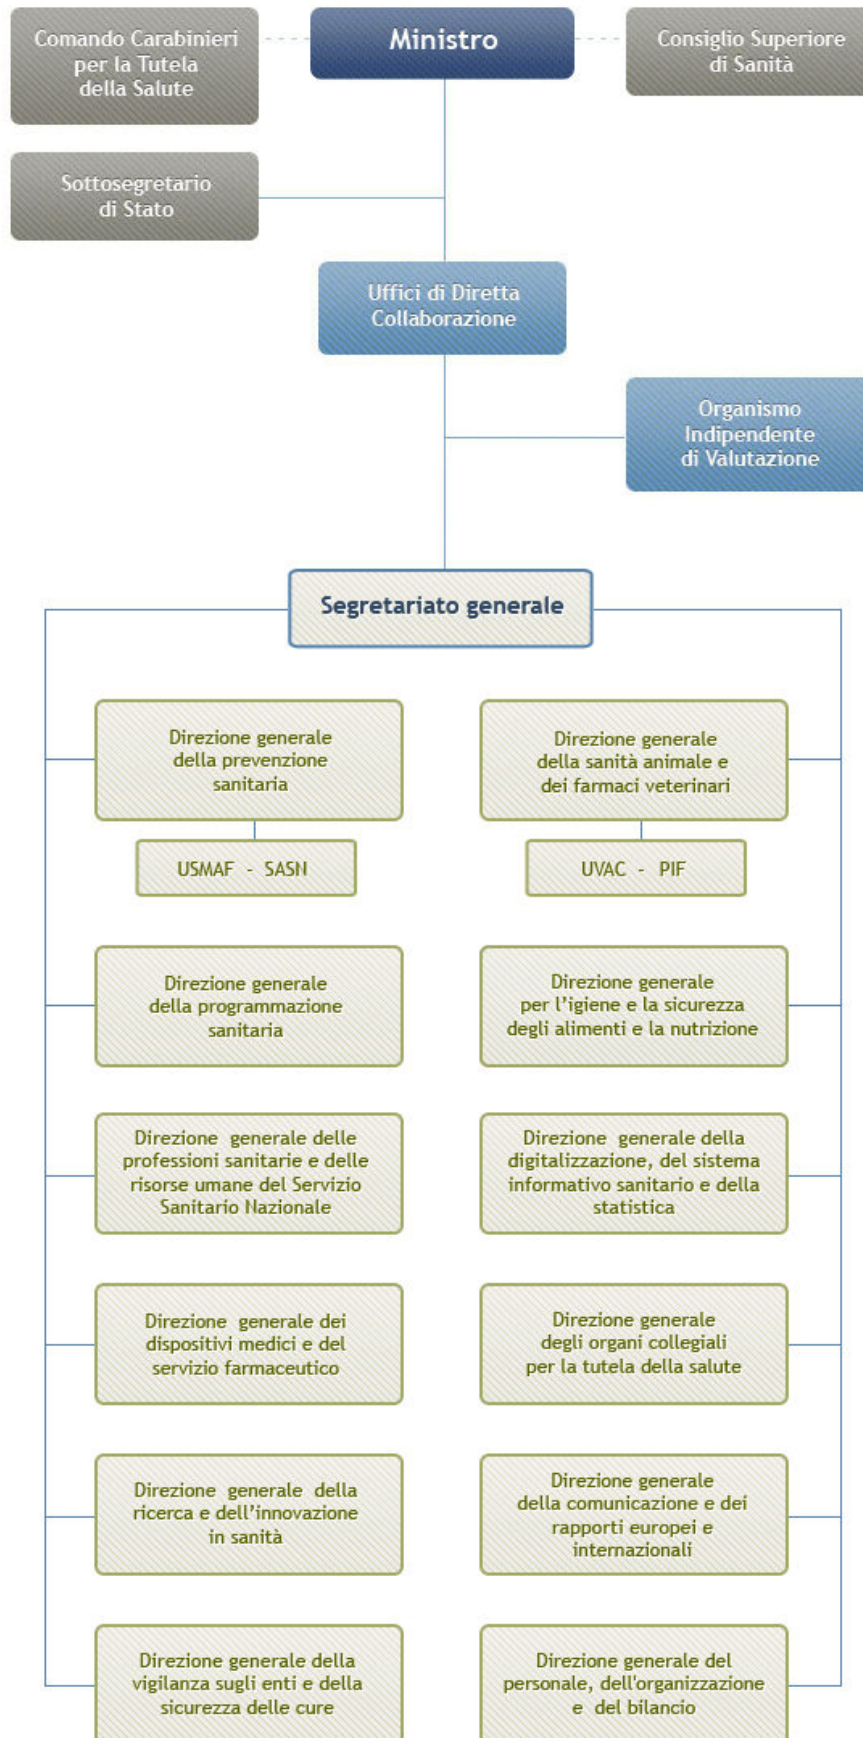 Comando Carabinieri
per la Tutela
della Salute
Ministro
Consiglio Superiore
di Sanità
Sottosegretario
di Stato
Uffici di Diretta
Collaborazione
Organismo
Indipendente
di Valutazione
Segretariato generale
Direzione generale
della prevenzione
sanitaria
Direzione generale
della sanità animale e
dei farmaci veterinari
USMAF - SASN
UVAC - PIF
Direzione generale
della programmazione
sanitaria
Direzione generale
per l'igiene e la sicurezza
degli alimenti e la nutrizione
Direzione generale delle
professioni sanitarie e delle
risorse umane del Servizio
Sanitario Nazionale
Direzione generale della
digitalizzazione, del sistema
informativo sanitario e della
statistica
Direzione generale dei
dispositivi medici e del
servizio farmaceutico
Direzione generale
degli organi collegiali
per la tutela della salute
Direzione generale della
ricerca e dell'innovazione
in sanità
Direzione generale
della comunicazione e dei
rapporti europei e
internazionali
Direzione generale della
vigilanza sugli enti e della
sicurezza delle cure
Direzione generale del
personale, dell'organizzazione
e del bilancio